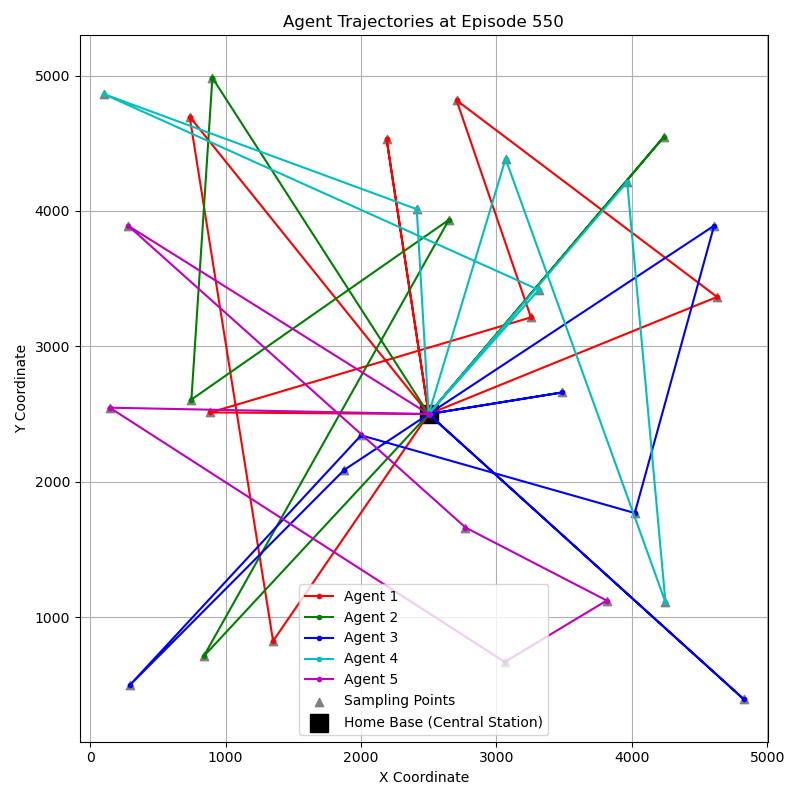 Agent Trajectories at Episode 550
5000
4000
3000
2000
1000
Y Coordinate
Agent 1
Agent 2
Agent 3
Agent 4
Agent 5
Sampling Points
Home Base (Central Station)
0 1000 2000 3000 4000 5000
X Coordinate